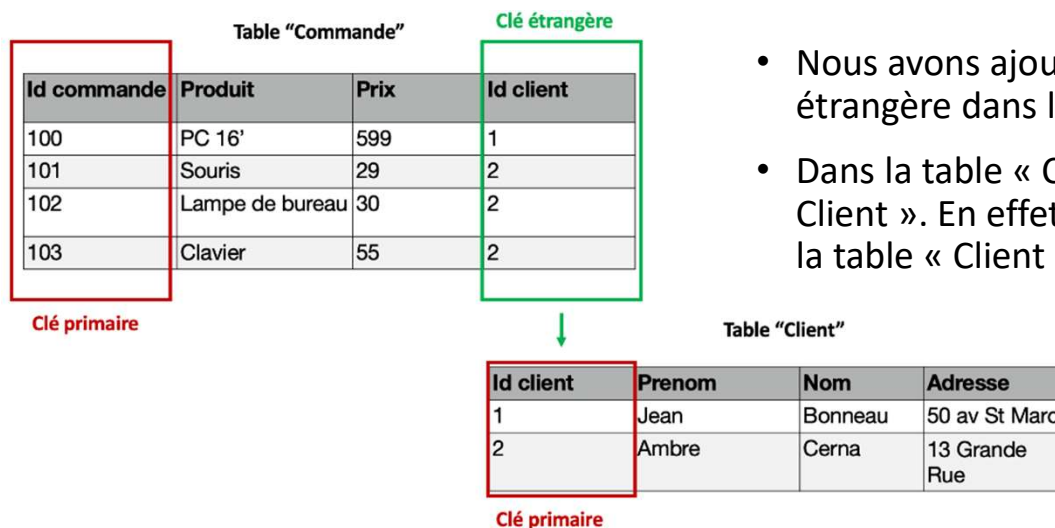 Table “Commande”
Clé étrangère
Id commande Produit Prix Id client
100 PC 16’ 599 1
101 Souris 29 2
102 Lampe de bureau 30 2
103 Clavier 55 2
Clé primaire
• Nous avons
étrangère dans
• Dans la table «
Client ». En
la table « Client
Table “Client”
Id client Prenom Nom Adresse
1 Jean Bonneau 50 av St
2 Ambre Cerna 13 Grande
Rue
Clé primaire